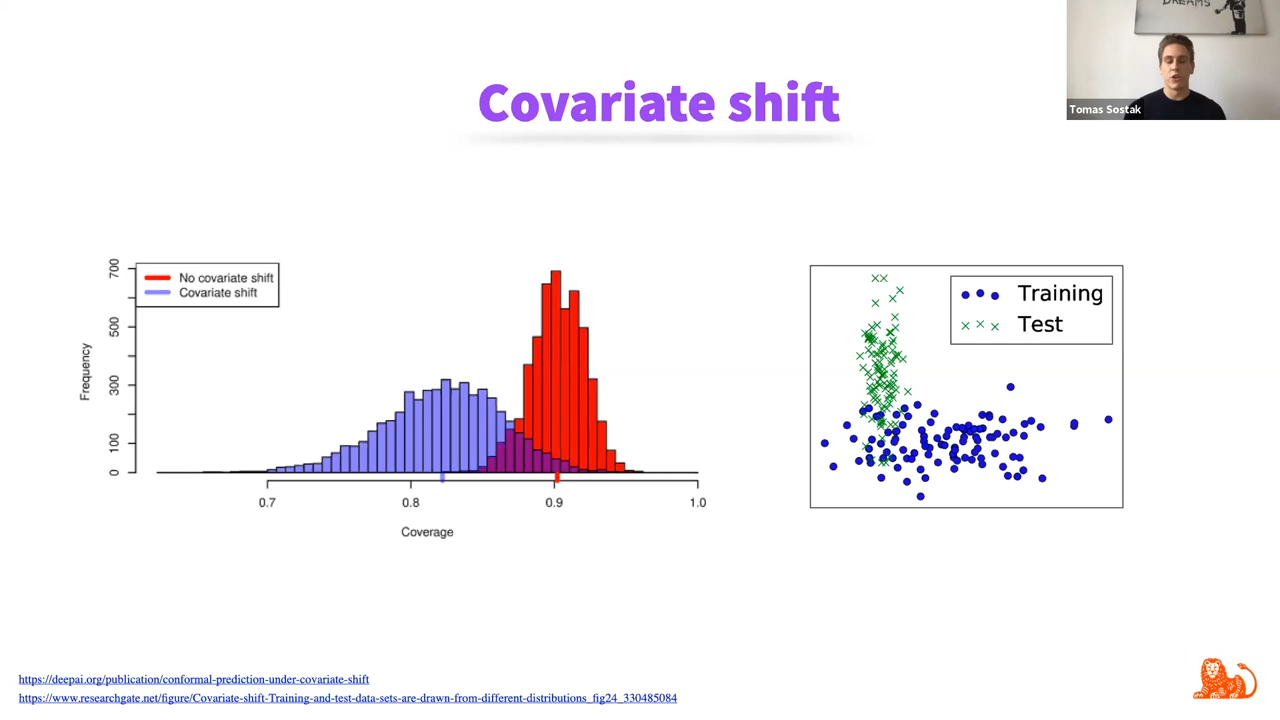 DREAMS
Tomas Sostak
Covariate shift
No covariate shift
Covariate shift
700
500
300
100
0
Frequency
0.7 0.8 0.9 1.0
Coverage
Training
Test
https://deepai.org/publication/conformal-prediction-under-covariate-shift
https://www.researchgate.net/figure/Covariate-shift-Training-and-test-data-sets-are-drawn-from-different-distributions_fig24_330485084